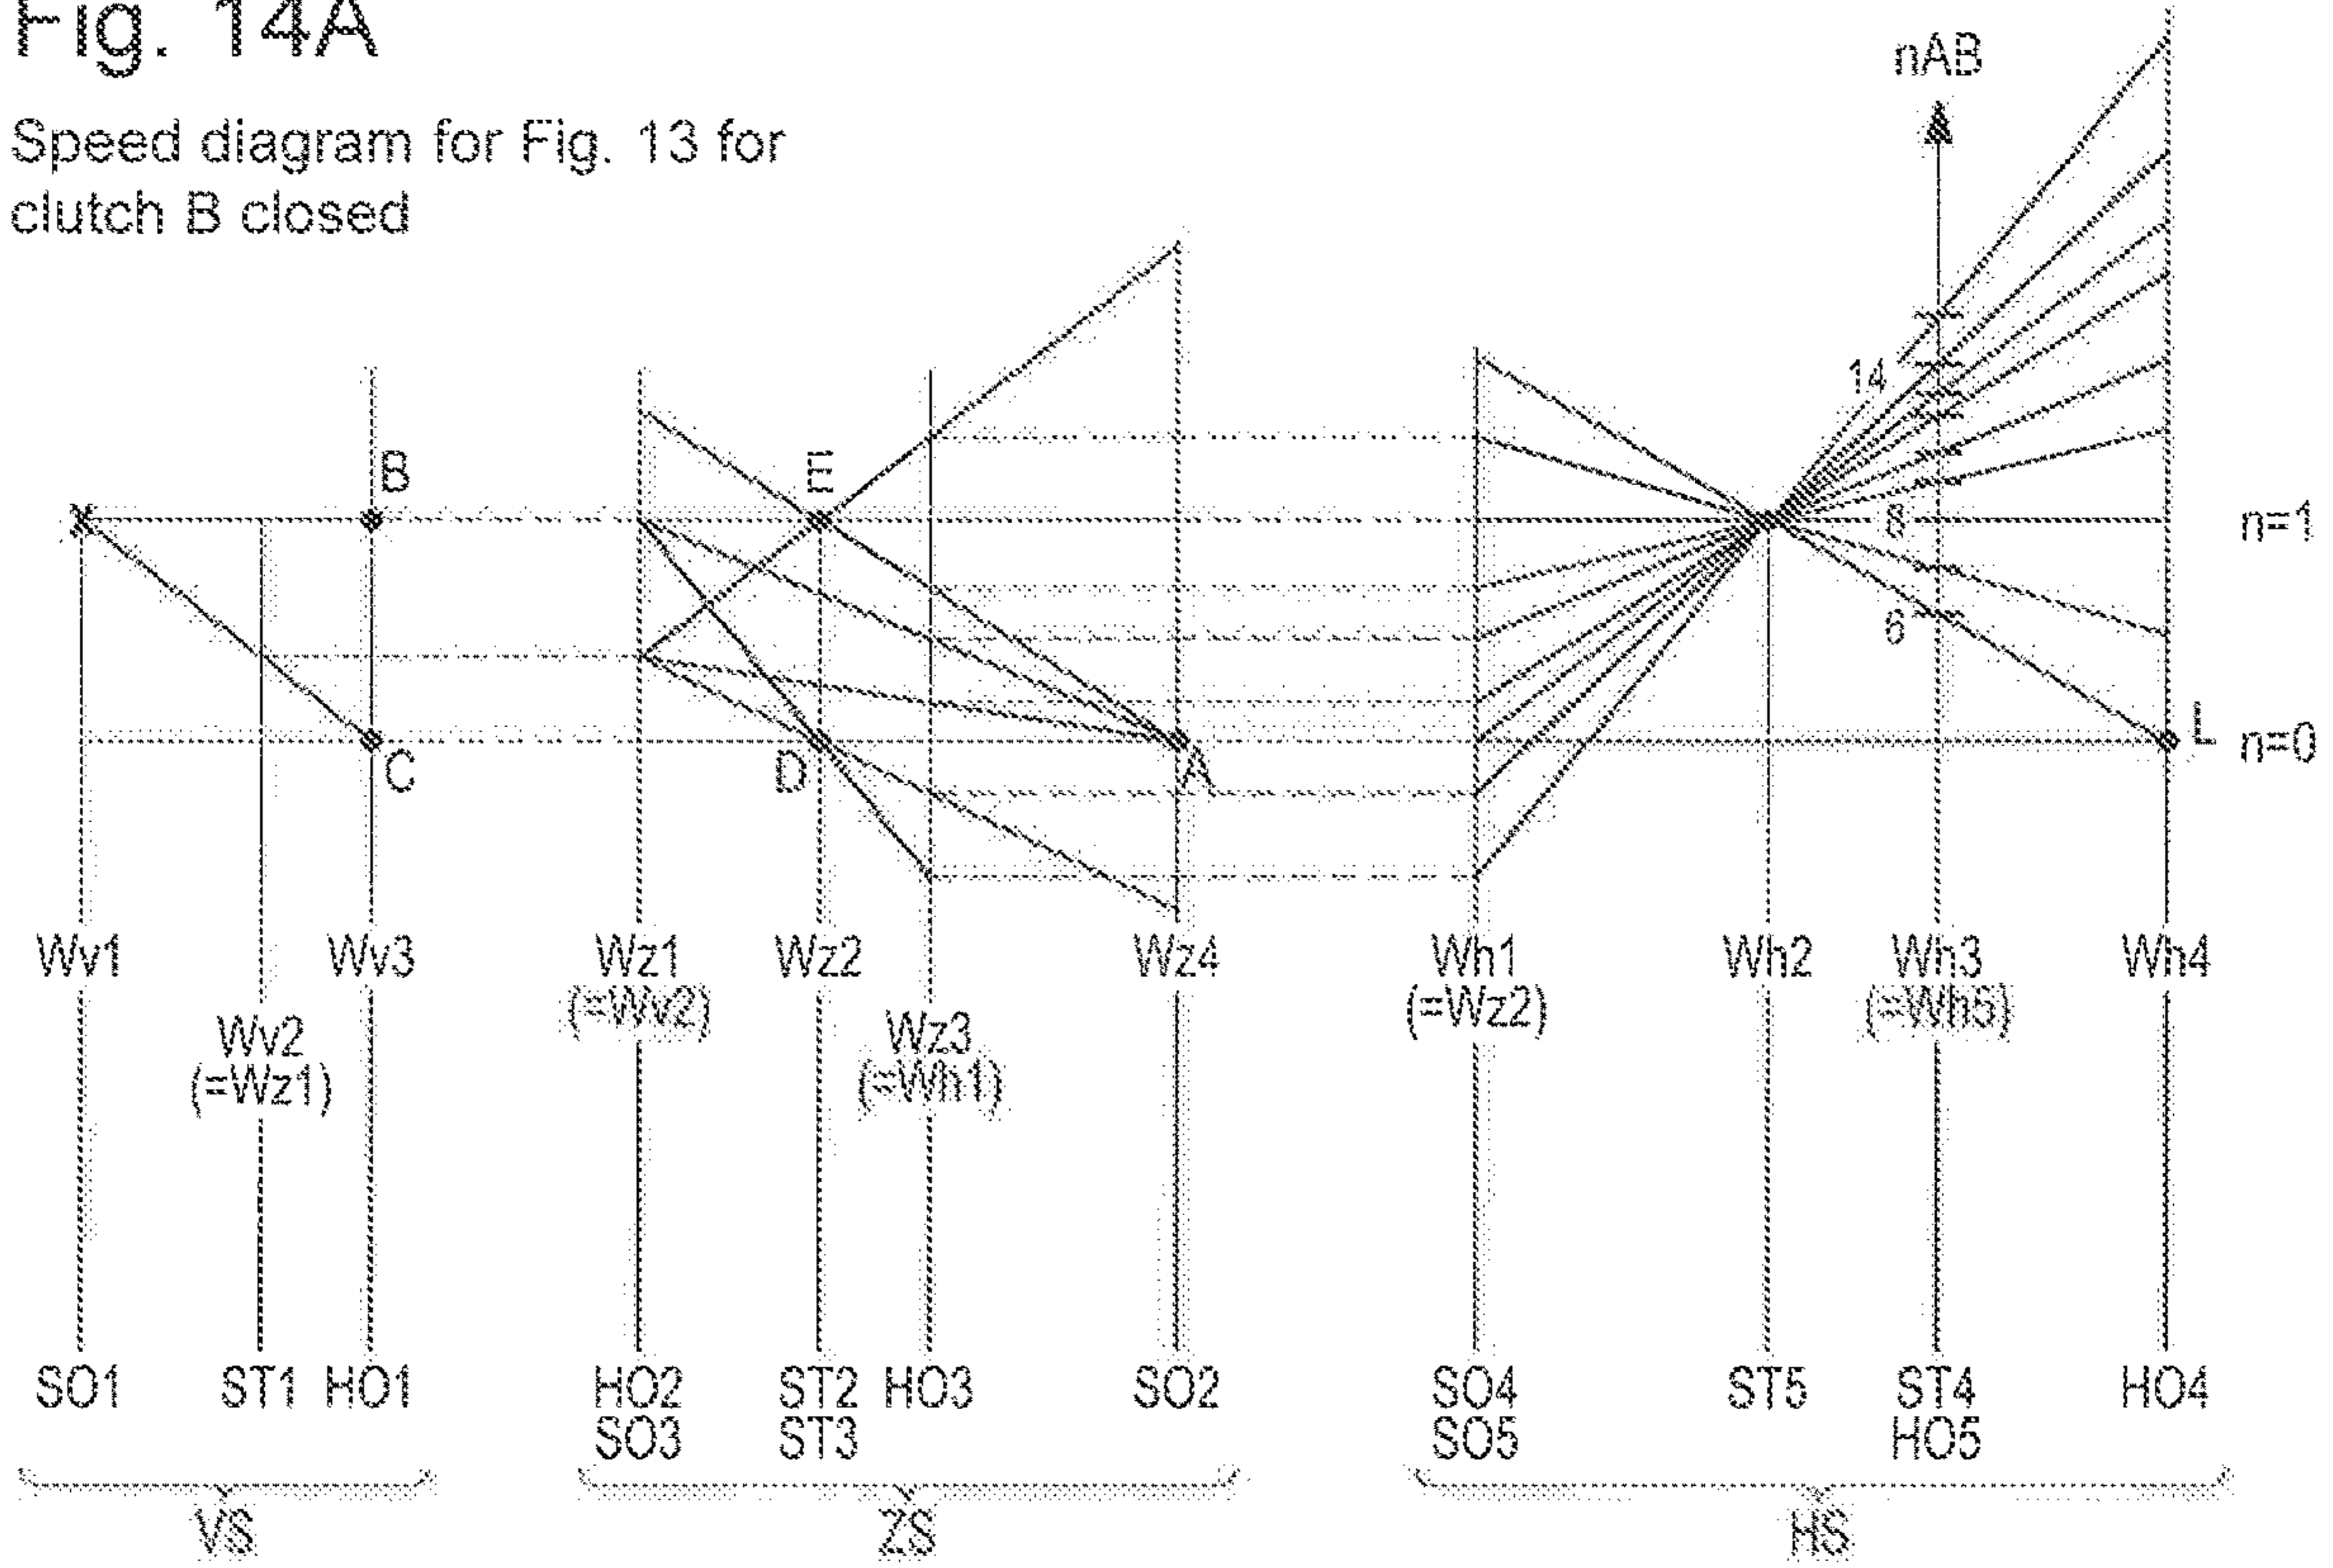 Fig. 14A
Speed diagram for Fig. 13 for
clutch B closed
nAB
14
B
E
8
n=1
6
L
n=0
C
D
A
Wv1
Wv3
Wz1
Wz2
Wz4
Wh1
Wh2
Wh3
Wh4
(=Wv2)
(=Wz2)
(=Wh5)
Wv2
Wz3
(=Wz1)
(=Wh1)
SO1
ST1
HO1
HO2
ST2
HO3
SO2
SO4
ST5
ST4
HO4
SO3
ST3
SO5
HO5
VS
ZS
HS